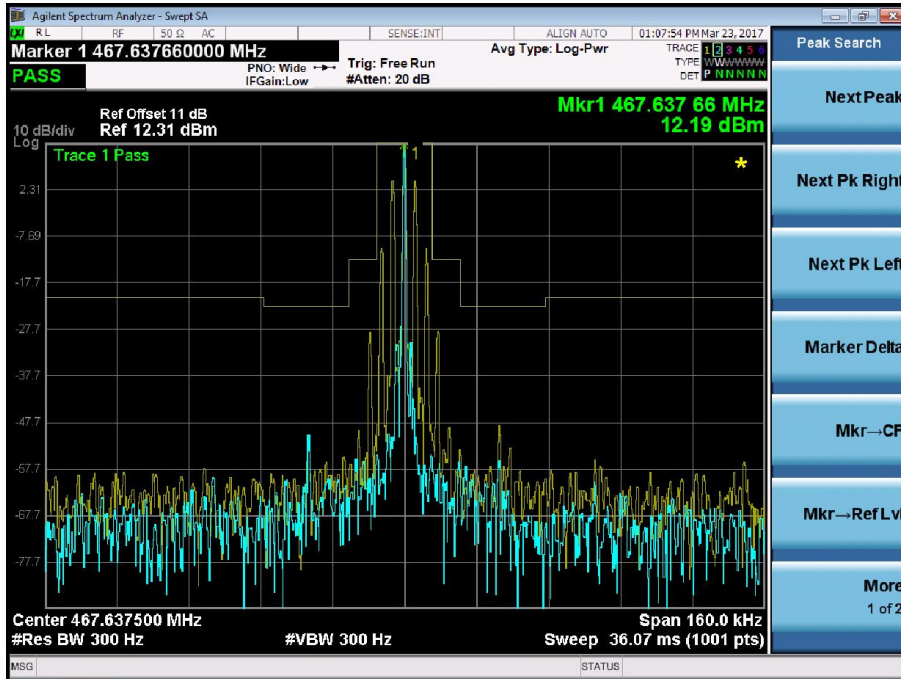 Agilent Spectrum Analyzer - Swept SA
LXI RL RF 50 Ω AC SENSE:INT ALIGN AUTO 01:07:54 PM Mar 23, 2017
Marker 1 467.637660000 MHz
Avg Type: Log-Pwr
TRACE 1 2 3 4 5 6
TYPE WWWWWW
DET P N N N N N
PASS
PNO: Wide
IFGain:Low
Trig: Free Run
#Atten: 20 dB
Peak Search
Mkr1 467.637 66 MHz
12.19 dBm
Ref Offset 11 dB
Ref 12.31 dBm
10 dB/div
Log
Trace 1 Pass
1
*
2.31
-7.69
-17.7
-27.7
-37.7
-47.7
-57.7
-67.7
-77.7
Center 467.637500 MHz
Span 160.0 kHz
#Res BW 300 Hz
#VBW 300 Hz
Sweep 36.07 ms (1001 pts)
Next Peak
Next Pk Right
Next Pk Left
Marker Delta
Mkr→CF
Mkr→Ref Lvl
More
1 of 2
MSG
STATUS